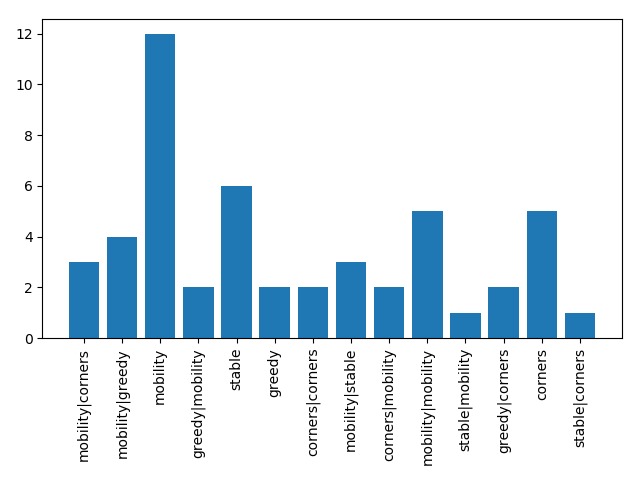 12
10
8
6
4
2
0
mobility|corners
mobility|greedy
mobility
greedy|mobility
stable
greedy
corners|corners
mobility|stable
corners|mobility
mobility|mobility
stable|mobility
greedy|corners
corners
stable|corners